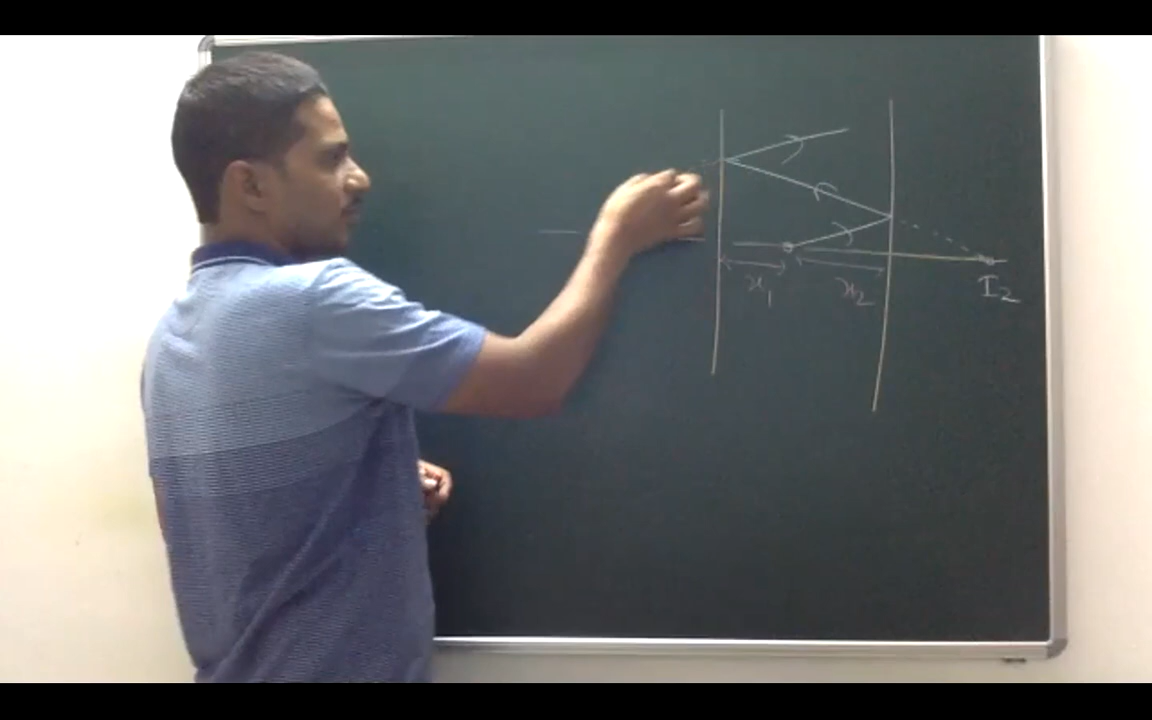 x₁ x₂ I₂